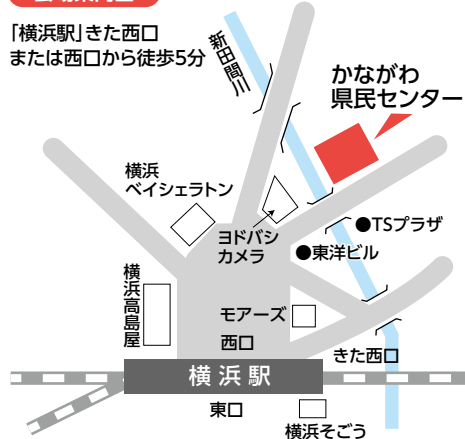 「横浜駅」きた西口
または西口から徒歩5分
新田間川
かながわ
県民センター
横浜
ベイシェラトン
ヨドバシ
カメラ
●TSプラザ
●東洋ビル
横浜高島屋
モアーズ
西口
きた西口
横浜駅
東口
横浜そごう